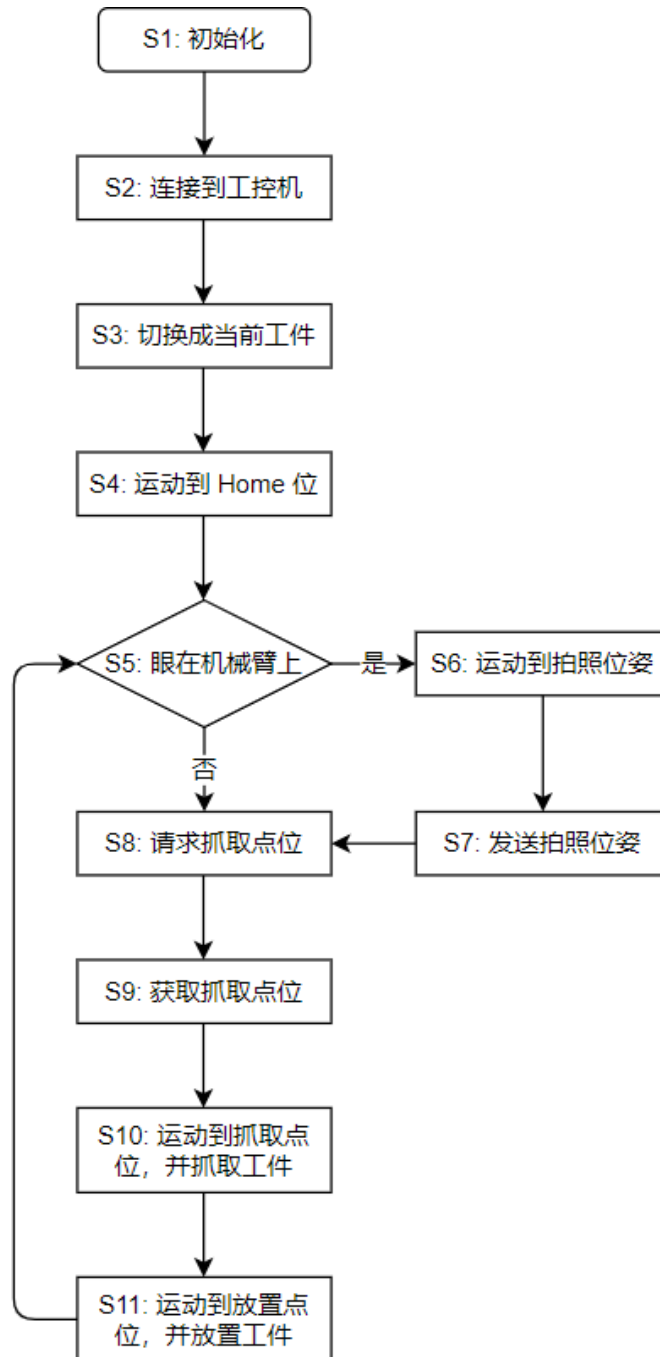 S1: 初始化
S2: 连接到工控机
S3: 切换成当前工件
S4: 运动到 Home 位
S5: 眼在机械臂上
是
S6: 运动到拍照位姿
否
S8: 请求抓取点位
S7: 发送拍照位姿
S9: 获取抓取点位
S10: 运动到抓取点
位，并抓取工件
S11: 运动到放置点
位，并放置工件